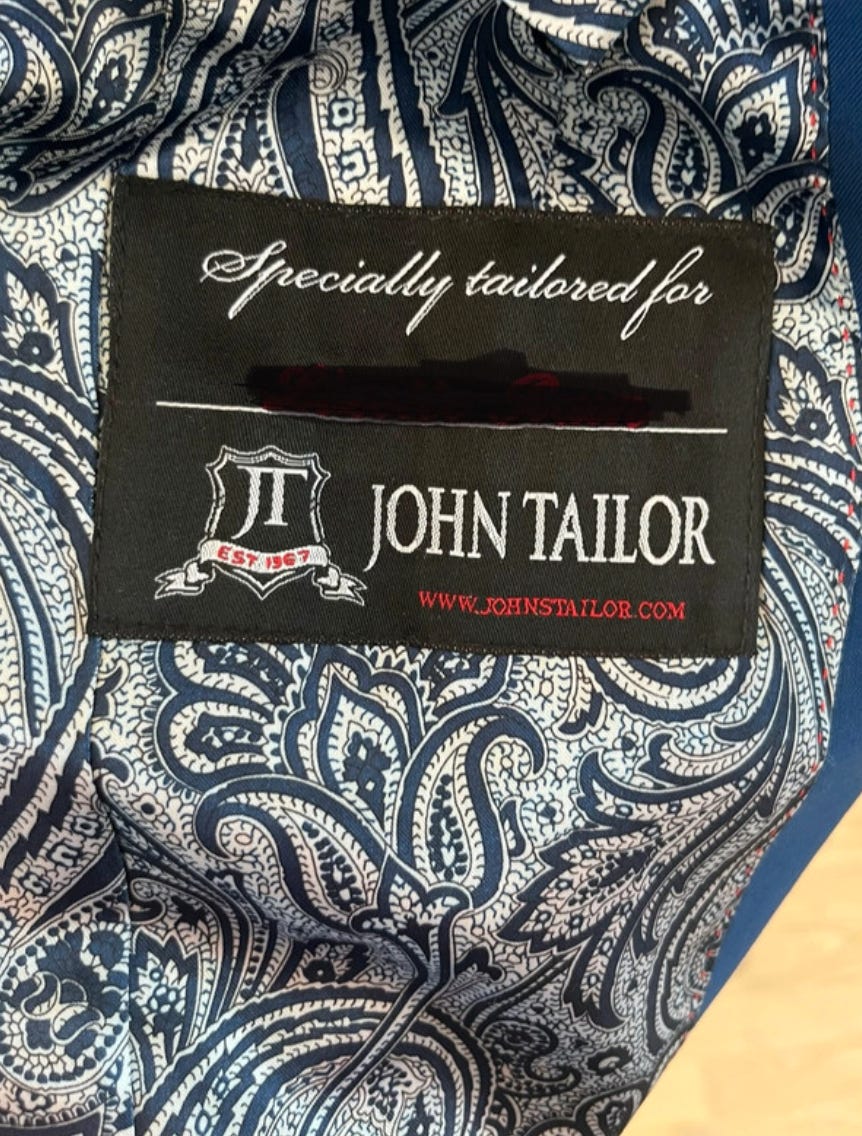 Specially tailored for
JT
EST 1967
JOHN TAILOR
WWW.JOHNSTAILOR.COM